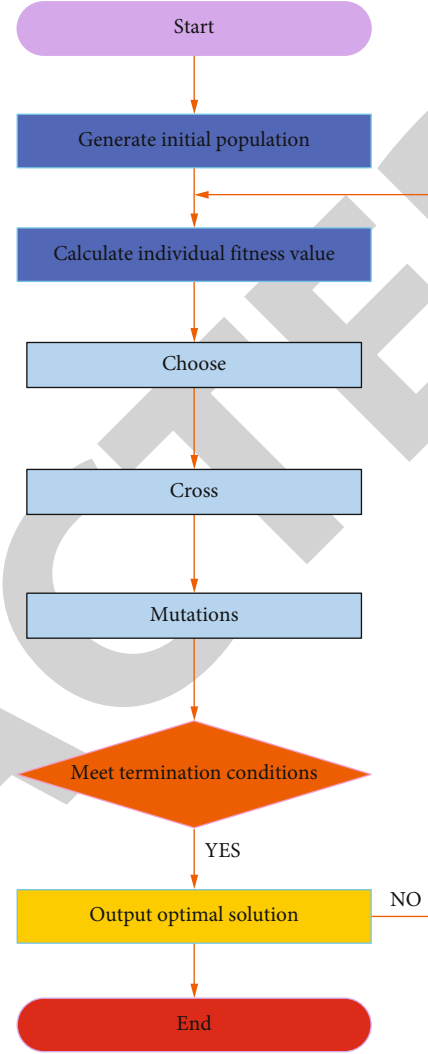 Start
Generate initial population
Calculate individual fitness value
Choose
Cross
Mutations
Meet termination conditions
YES
Output optimal solution
NO
End